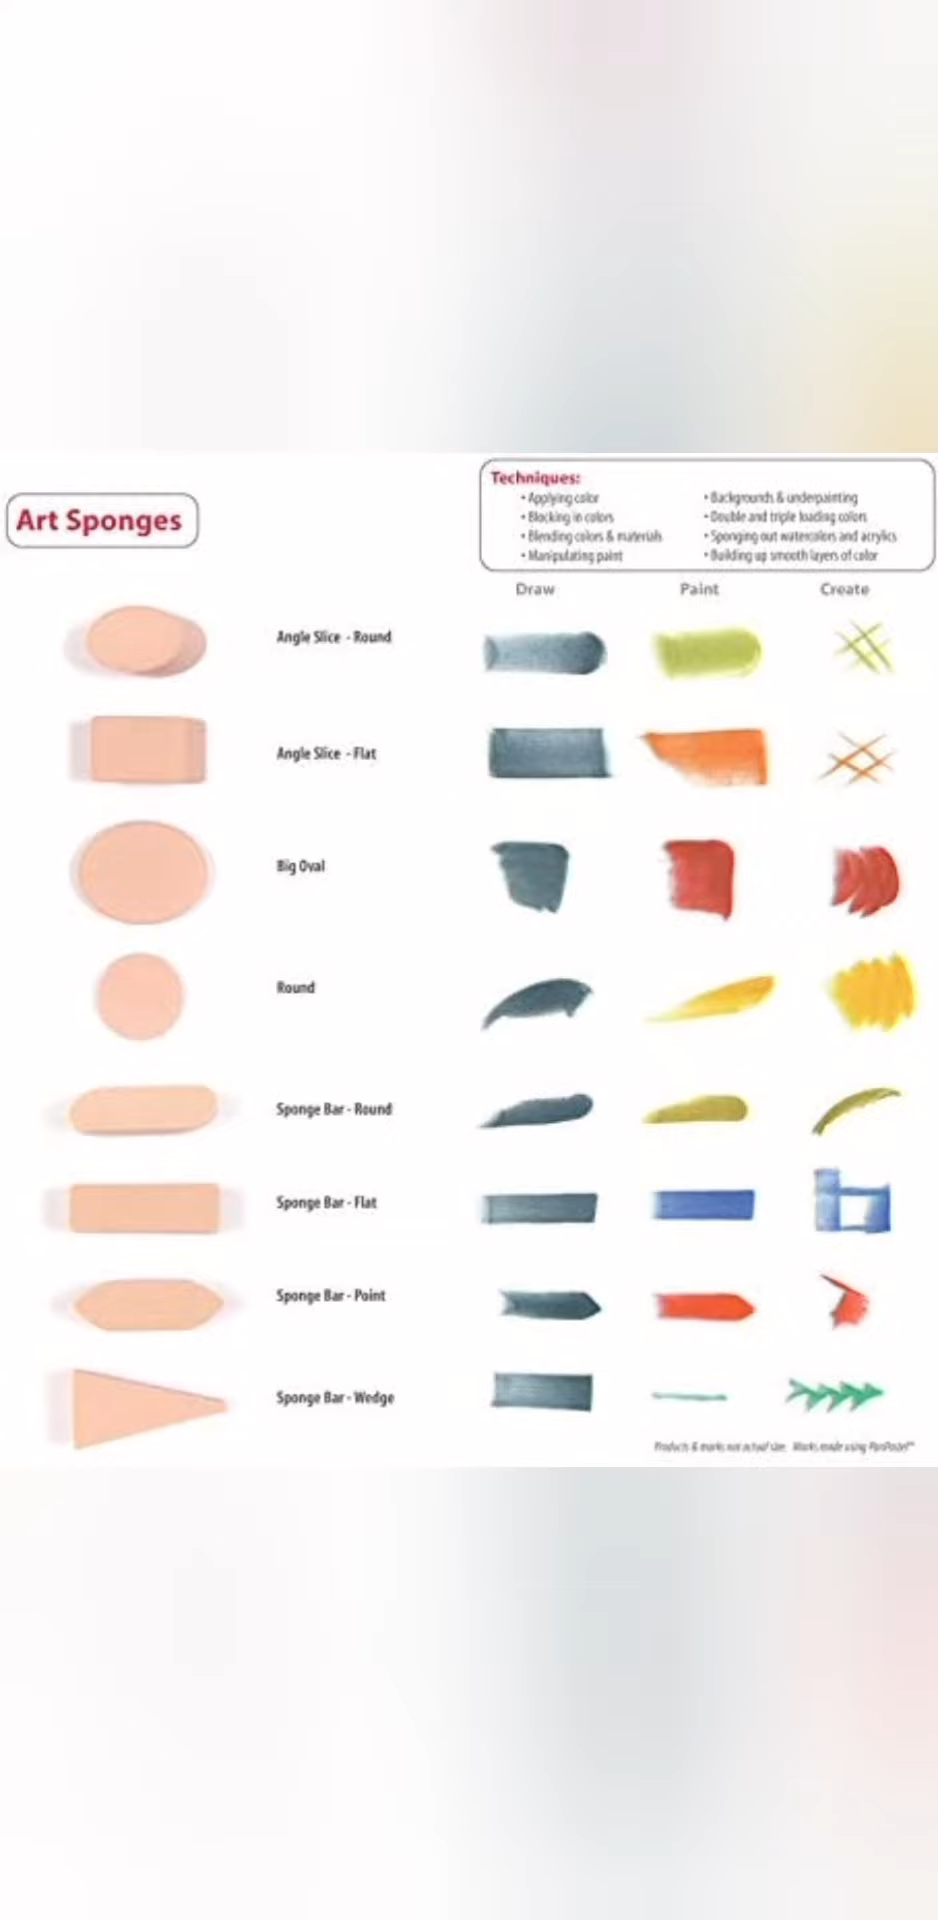 Art Sponges
Techniques:
• Applying color
• Blocking in colors
• Blending colors & materials
• Manipulating paint
• Backgrounds & underpainting
• Double and triple loading colors
• Sponging out watercolors and acrylics
• Building up smooth layers of color
Draw Paint Create
Angle Slice - Round
Angle Slice - Flat
Big Oval
Round
Sponge Bar - Round
Sponge Bar - Flat
Sponge Bar - Point
Sponge Bar - Wedge
Products & marks not actual size. Marks made using PanPastel™